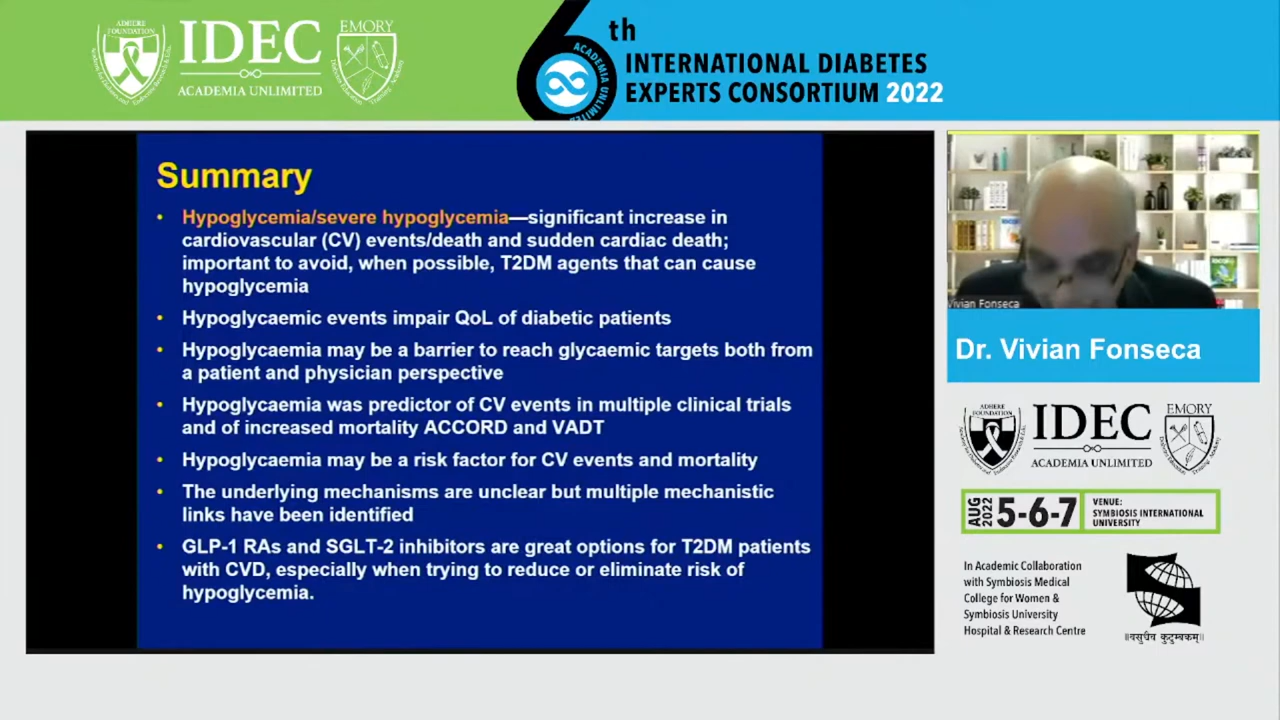 ADHERE
FOUNDATION
IDEC
ACADEMIA UNLIMITED
EMORY
6th
ACADEMIA UNLIMITED
INTERNATIONAL DIABETES
EXPERTS CONSORTIUM 2022
Summary
• Hypoglycemia/severe hypoglycemia—significant increase in
cardiovascular (CV) events/death and sudden cardiac death;
important to avoid, when possible, T2DM agents that can cause
hypoglycemia
• Hypoglycaemic events impair QoL of diabetic patients
• Hypoglycaemia may be a barrier to reach glycaemic targets both from
a patient and physician perspective
• Hypoglycaemia was predictor of CV events in multiple clinical trials
and of increased mortality ACCORD and VADT
• Hypoglycaemia may be a risk factor for CV events and mortality
• The underlying mechanisms are unclear but multiple mechanistic
links have been identified
• GLP-1 RAs and SGLT-2 inhibitors are great options for T2DM patients
with CVD, especially when trying to reduce or eliminate risk of
hypoglycemia.
Vivian Fonseca
Dr. Vivian Fonseca
ADHERE
FOUNDATION
IDEC
ACADEMIA UNLIMITED
EMORY
AUG
2022
5-6-7
VENUE:
SYMBIOSIS INTERNATIONAL
UNIVERSITY
In Academic Collaboration
with Symbiosis Medical
College for Women &
Symbiosis University
Hospital & Research Centre
॥वसुधैव कुटुम्बकम्॥